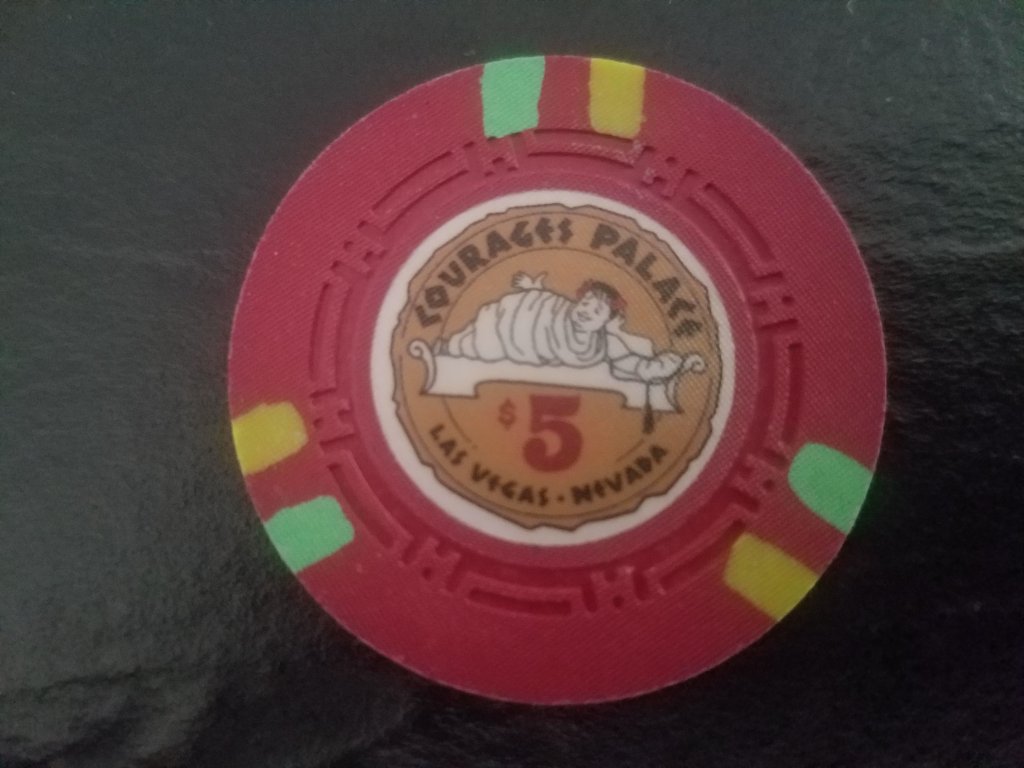 COURAGES PALACE
$5
LAS VEGAS · NEVADA